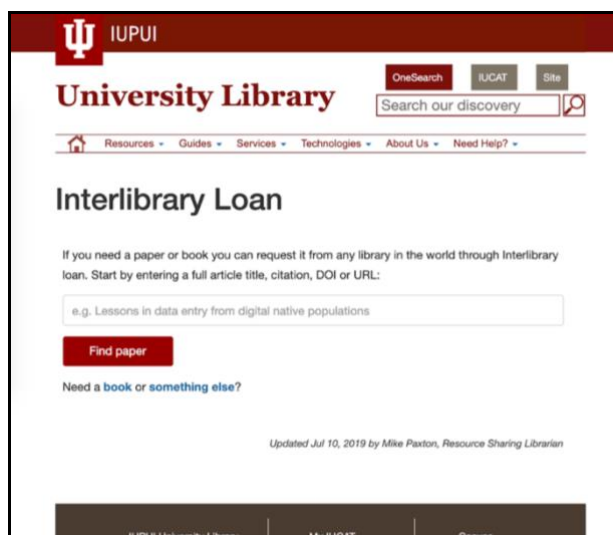 IUPUI
University Library
OneSearch IUCAT Site
Search our discovery
Resources Guides Services Technologies About Us Need Help?
Interlibrary Loan
If you need a paper or book you can request it from any library in the world through Interlibrary
loan. Start by entering a full article title, citation, DOI or URL:
e.g. Lessons in data entry from digital native populations
Find paper
Need a book or something else?
Updated Jul 10, 2019 by Mike Paxton, Resource Sharing Librarian